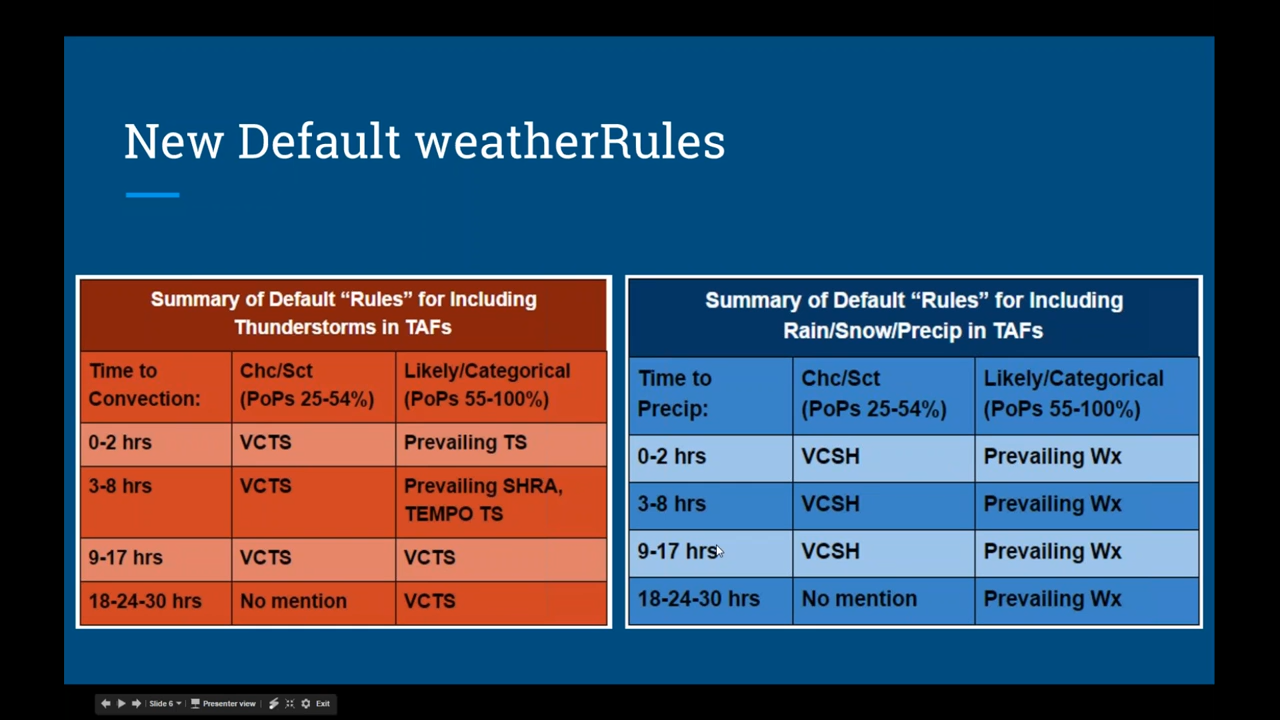 New Default weatherRules
Summary of Default “Rules” for Including
Thunderstorms in TAFs
Time to
Convection:
Chc/Sct
(PoPs 25-54%)
Likely/Categorical
(PoPs 55-100%)
0-2 hrs
VCTS
Prevailing TS
3-8 hrs
VCTS
Prevailing SHRA,
TEMPO TS
9-17 hrs
VCTS
VCTS
18-24-30 hrs
No mention
VCTS
Summary of Default “Rules” for Including
Rain/Snow/Precip in TAFs
Time to
Precip:
Chc/Sct
(PoPs 25-54%)
Likely/Categorical
(PoPs 55-100%)
0-2 hrs
VCSH
Prevailing Wx
3-8 hrs
VCSH
Prevailing Wx
9-17 hrs
VCSH
Prevailing Wx
18-24-30 hrs
No mention
Prevailing Wx
Slide 6
Presenter view
Exit